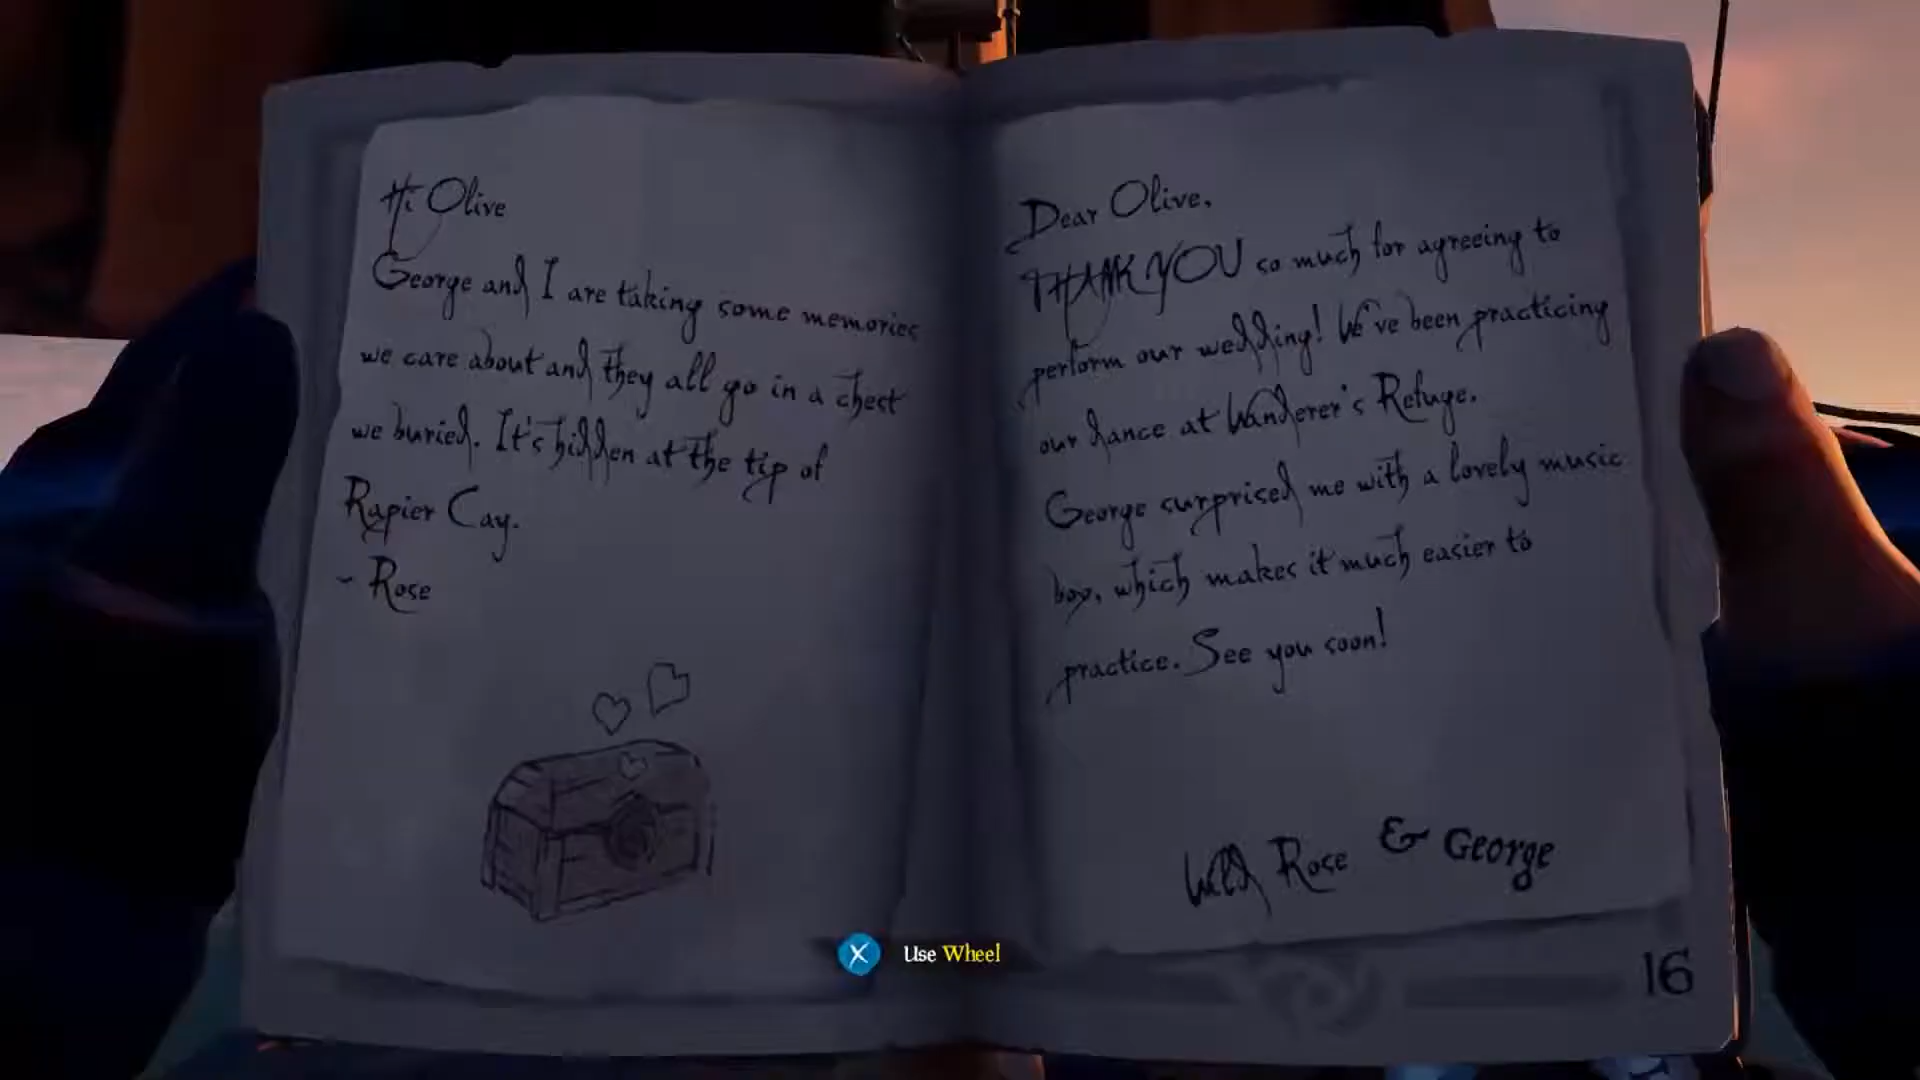 Hi Olive
George and I are taking some memories
we care about and they all go in a chest
we buried. It's hidden at the tip of
Rapier Cay.
- Rose
Dear Olive,
THANK YOU so much for agreeing to
perform our wedding! We've been practicing
our dance at Wanderer's Refuge.
George surprised me with a lovely music
box, which makes it much easier to
practice. See you soon!
Wild Rose & George
16
X Use Wheel